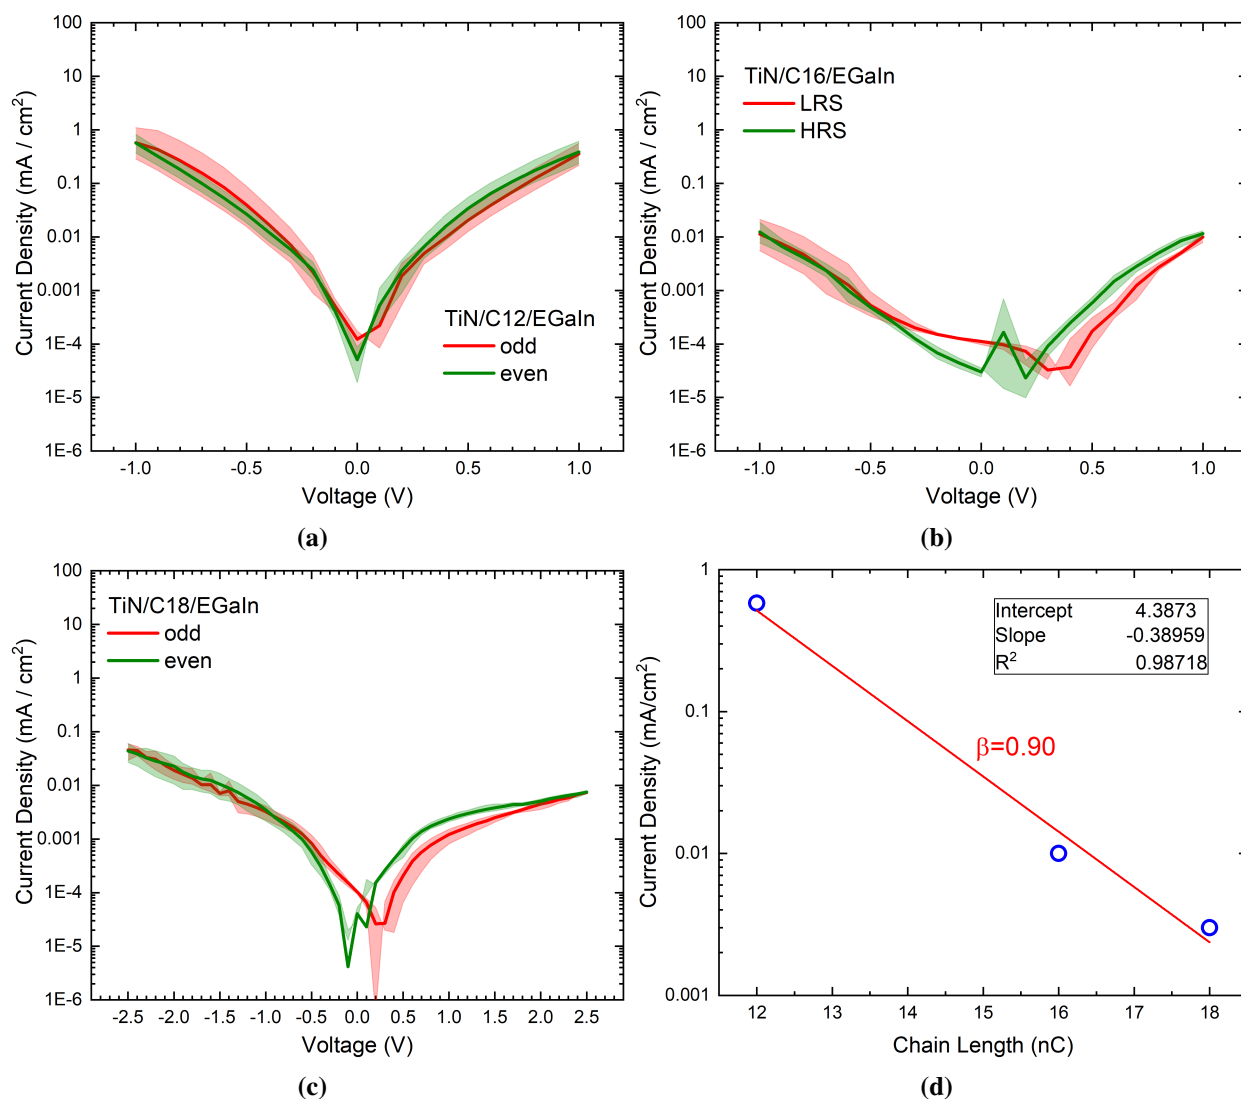 100
10
1
0.1
0.01
0.001
1E-4
1E-5
1E-6
Current Density (mA / cm²)
TiN/C12/EGaIn
odd
even
-1.0 -0.5 0.0 0.5 1.0
Voltage (V)
(a)
100
10
1
0.1
0.01
0.001
1E-4
1E-5
1E-6
Current Density (mA / cm²)
TiN/C16/EGaIn
LRS
HRS
-1.0 -0.5 0.0 0.5 1.0
Voltage (V)
(b)
100
10
1
0.1
0.01
0.001
1E-4
1E-5
1E-6
Current Density (mA / cm²)
TiN/C18/EGaIn
odd
even
-2.5 -2.0 -1.5 -1.0 -0.5 0.0 0.5 1.0 1.5 2.0 2.5
Voltage (V)
(c)
1
0.1
0.01
0.001
Current Density (mA/cm²)
Intercept 4.3873
Slope -0.38959
R² 0.98718
β=0.90
12 13 14 15 16 17 18
Chain Length (nC)
(d)